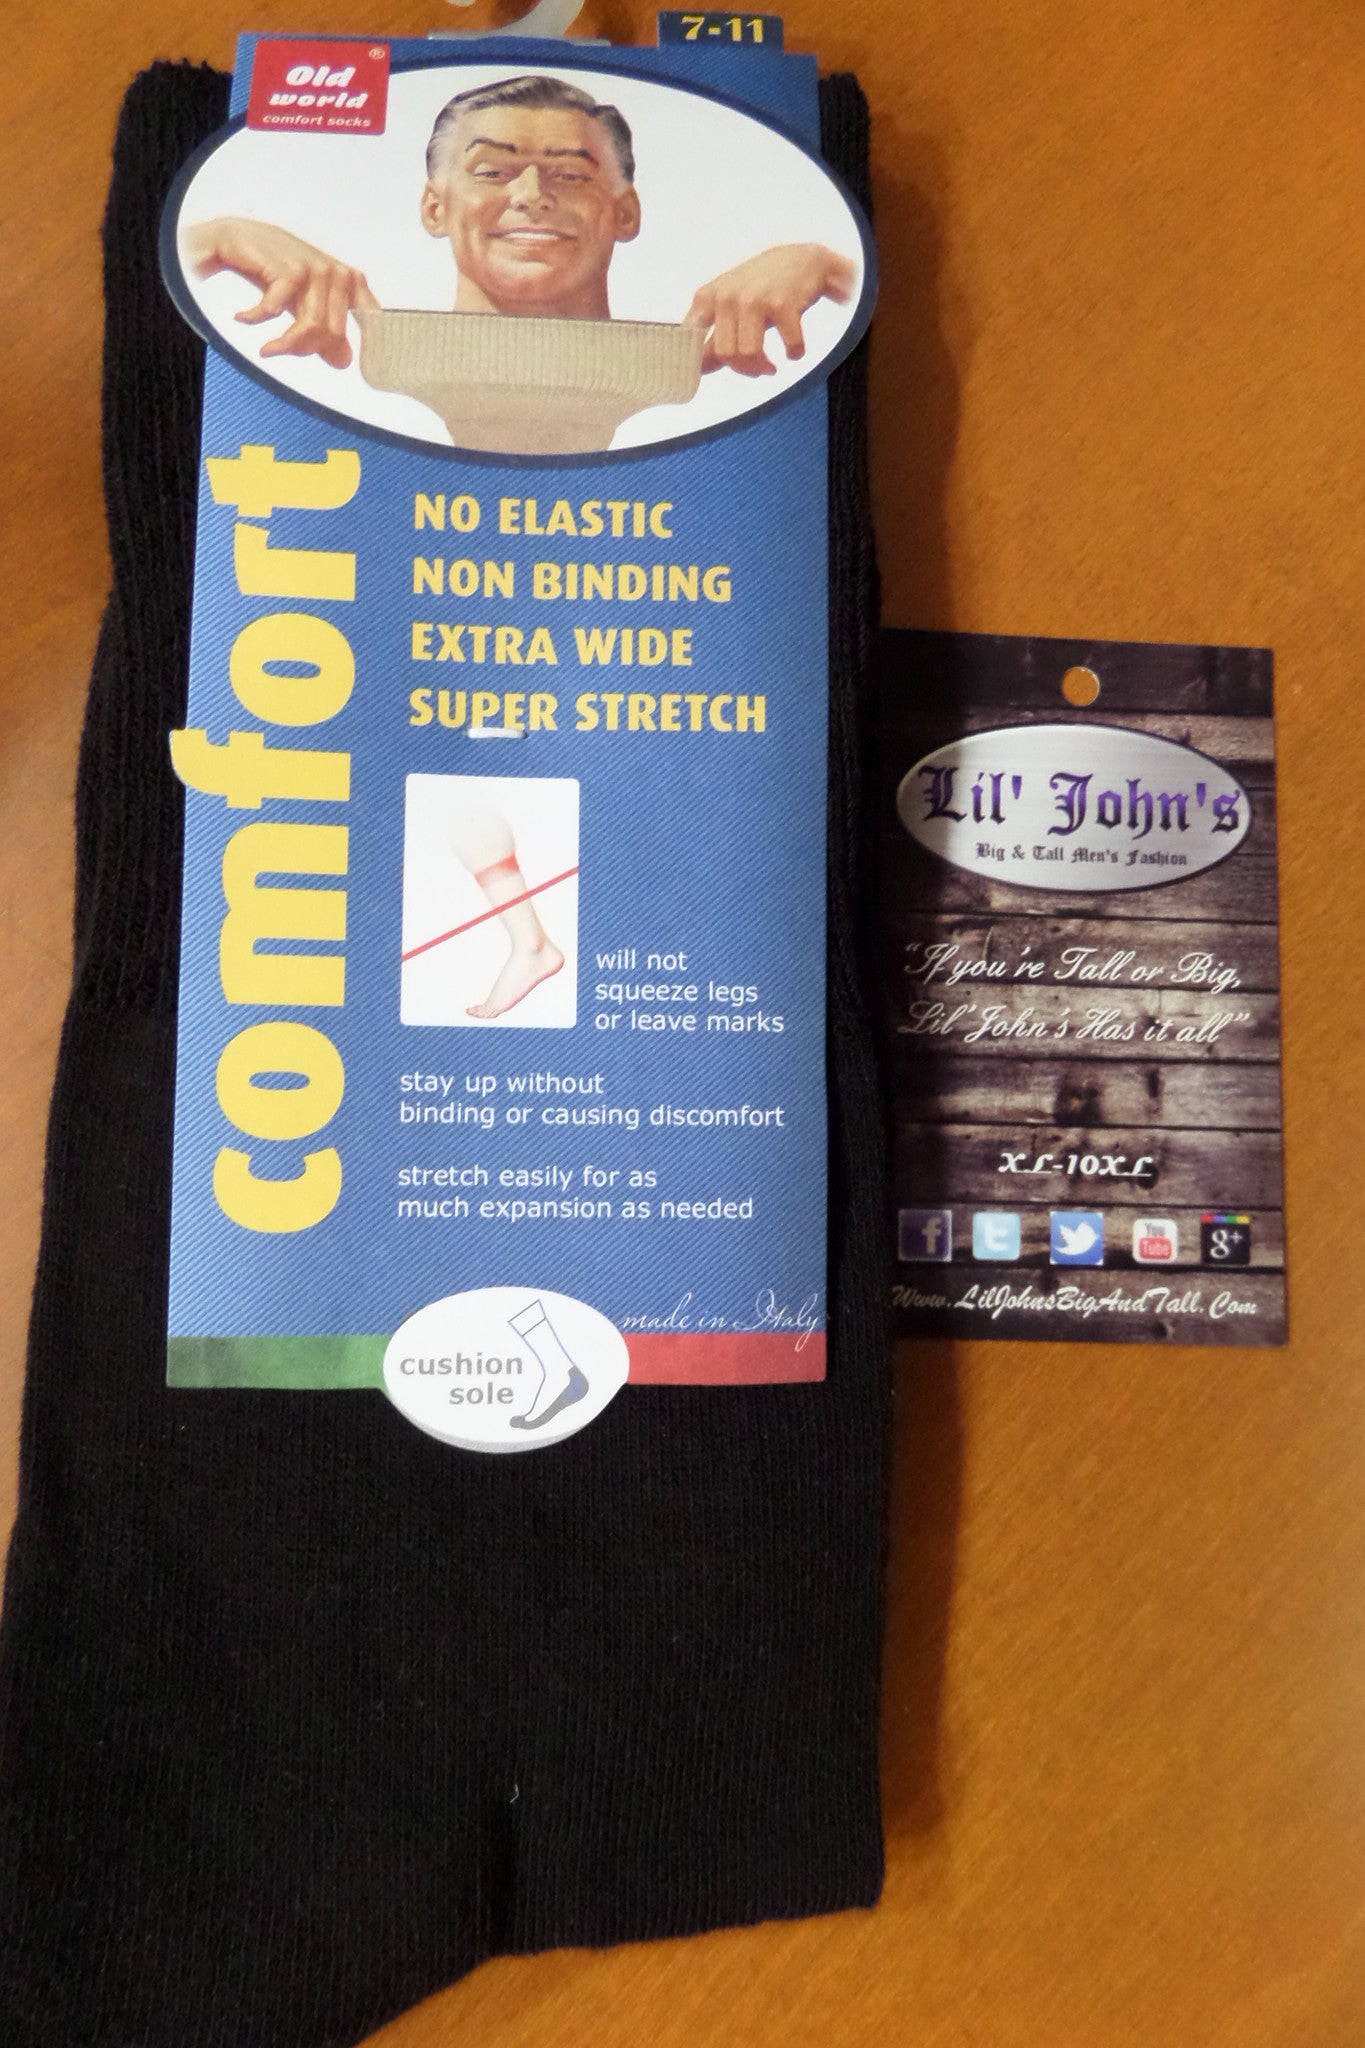 7-11
Old
world
comfort socks
®
comfort
NO ELASTIC
NON BINDING
EXTRA WIDE
SUPER STRETCH
will not
squeeze legs
or leave marks
stay up without
binding or causing discomfort
stretch easily for as
much expansion as needed
made in Italy
cushion
sole
Lil' John's
Big & Tall Men's Fashion
"If you're Tall or Big,
Lil' John's Has it all"
XL-10XL
f t You Tube g+
Www.LilJohnsBigAndTall.Com